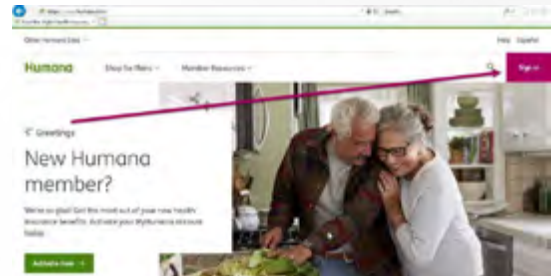 Other Humana Sites
Help Español
Humana Shop for Plans Member Resources Sign in
Greetings
New Humana
member?
We're so glad! Get the most out of your new health
insurance benefits. Activate your MyHumana account
today.
Activate now